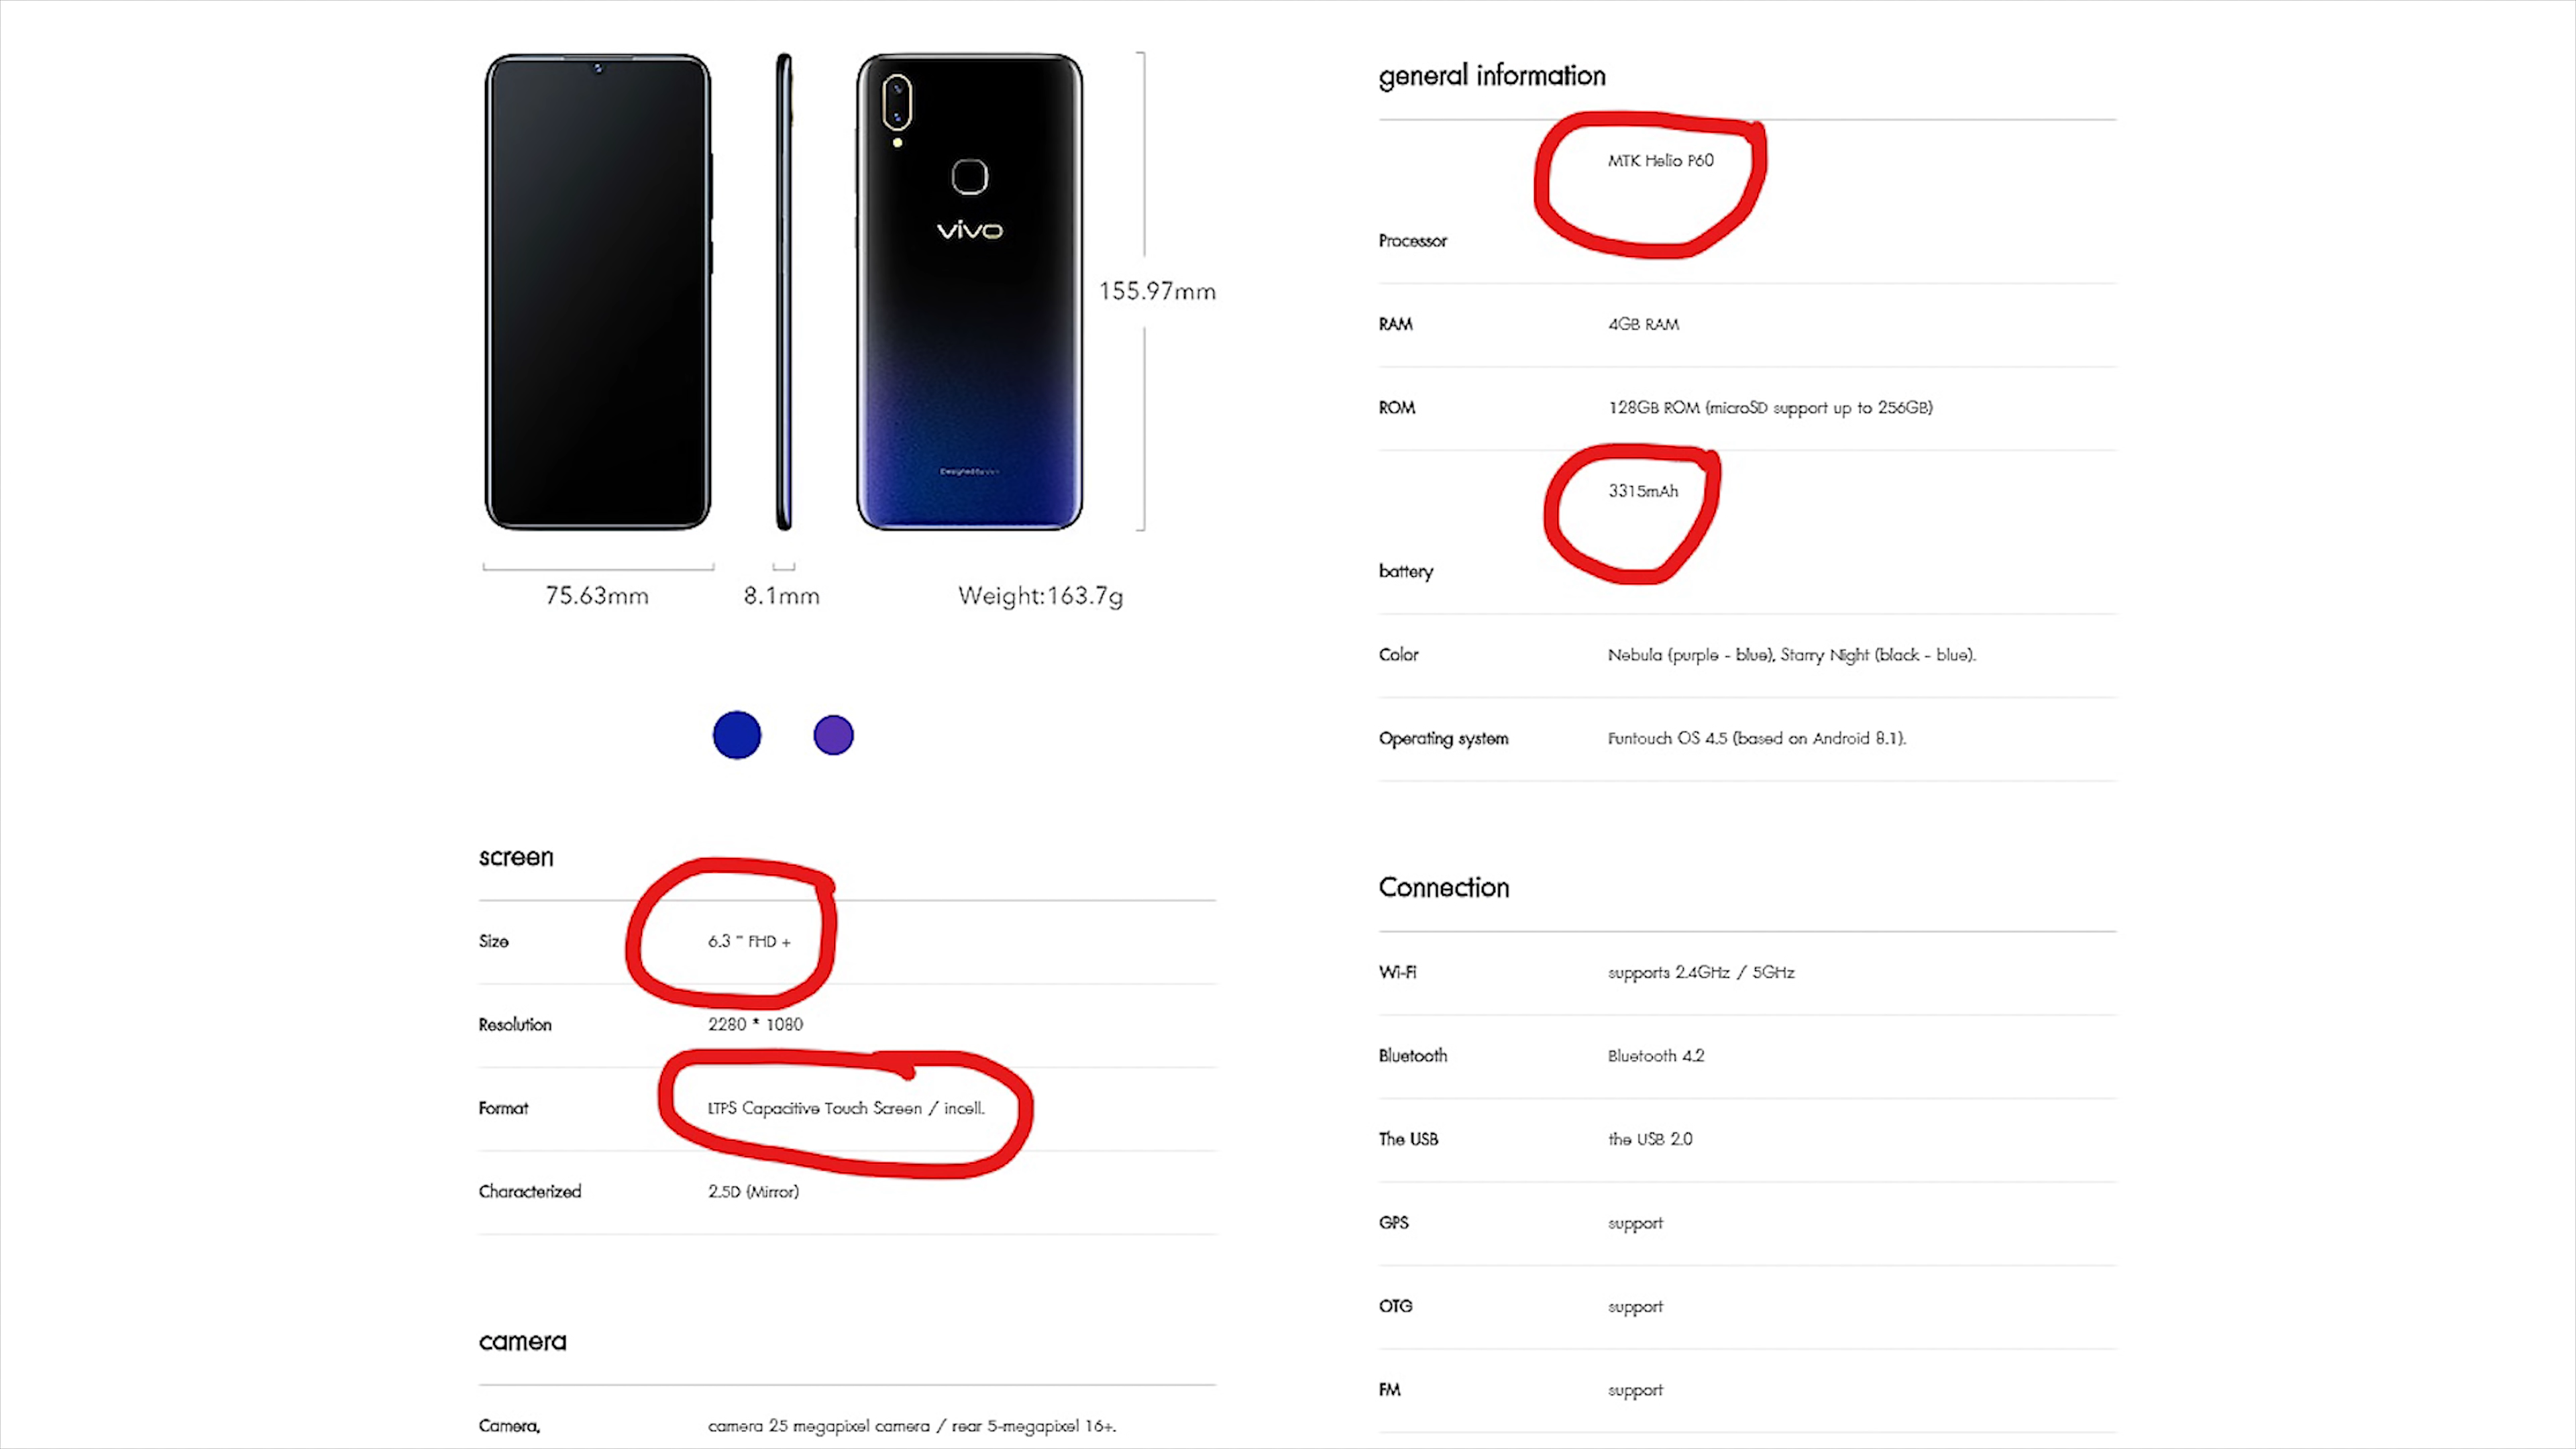 vivo
155.97mm
75.63mm
8.1mm
Weight:163.7g
screen
Size 6.3 " FHD +
Resolution 2280 * 1080
Format LTPS Capacitive Touch Screen / incell.
Characterized 2.5D (Mirror)
camera
Camera, camera 25 megapixel camera / rear 5-megapixel 16+.
general information
MTK Helio P60
Processor
RAM 4GB RAM
ROM 128GB ROM (microSD support up to 256GB)
3315mAh
battery
Color Nebula (purple - blue), Starry Night (black - blue).
Operating system Funtouch OS 4.5 (based on Android 8.1).
Connection
Wi-Fi supports 2.4GHz / 5GHz
Bluetooth Bluetooth 4.2
The USB the USB 2.0
GPS support
OTG support
FM support